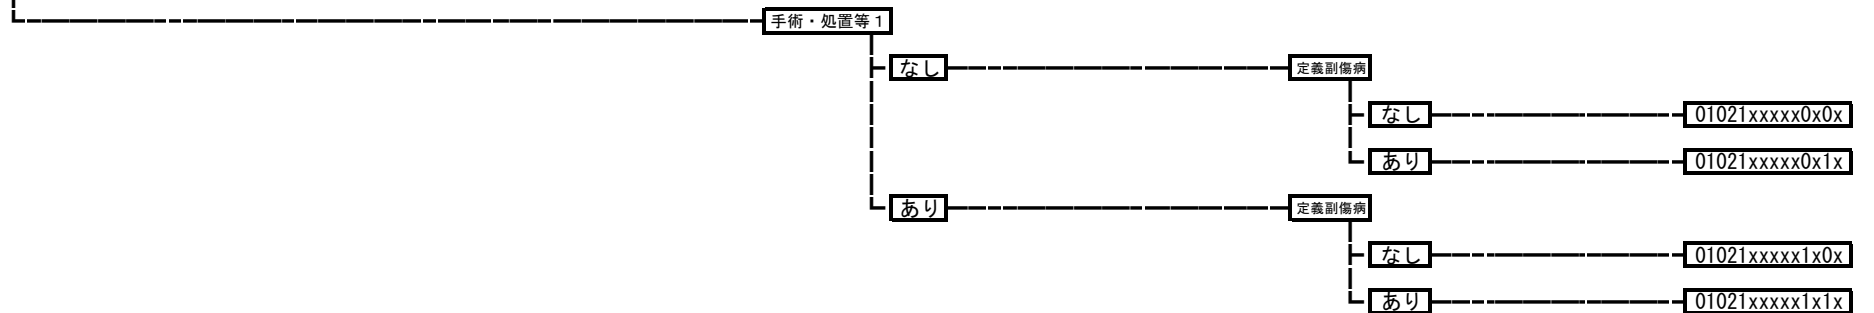 手術・処置等１
なし 定義副傷病
なし 01021xxxxx0x0x
あり 01021xxxxx0x1x
あり 定義副傷病
なし 01021xxxxx1x0x
あり 01021xxxxx1x1x